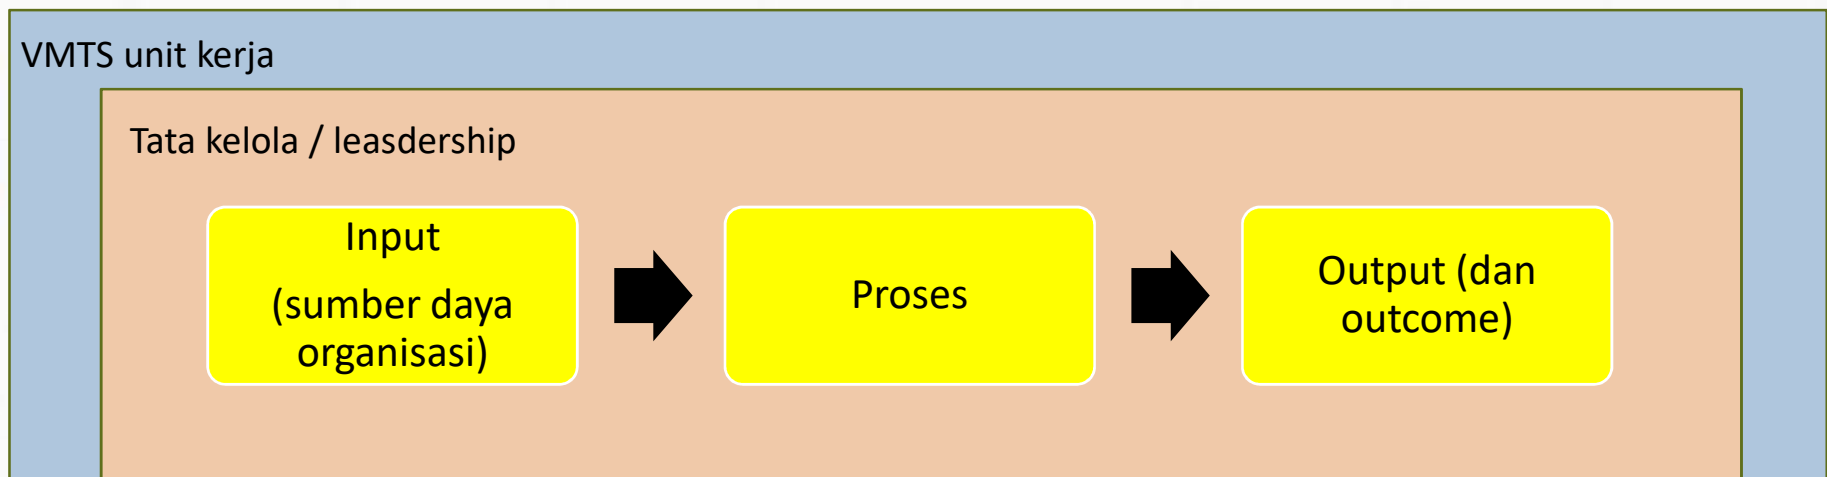 VMTS unit kerja
Tata kelola / leasdership
Input
(sumber daya
organisasi)
Proses
Output (dan
outcome)